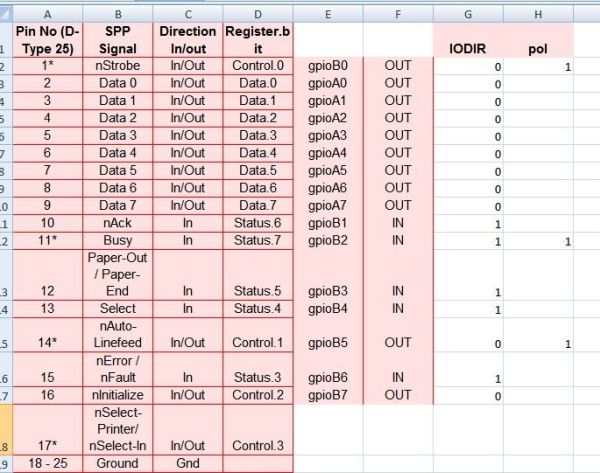 A B C D E F G H
Pin No (D- SPP Direction Register.b
1 Type 25) Signal In/out it IODIR pol
2 1* nStrobe In/Out Control.0 gpioB0 OUT 0 1
3 2 Data 0 In/Out Data.0 gpioA0 OUT 0
4 3 Data 1 In/Out Data.1 gpioA1 OUT 0
5 4 Data 2 In/Out Data.2 gpioA2 OUT 0
6 5 Data 3 In/Out Data.3 gpioA3 OUT 0
7 6 Data 4 In/Out Data.4 gpioA4 OUT 0
8 7 Data 5 In/Out Data.5 gpioA5 OUT 0
9 8 Data 6 In/Out Data.6 gpioA6 OUT 0
10 9 Data 7 In/Out Data.7 gpioA7 OUT 0
11 10 nAck In Status.6 gpioB1 IN 1
12 11* Busy In Status.7 gpioB2 IN 1 1
Paper-Out
/ Paper-
13 12 End In Status.5 gpioB3 IN 1
14 13 Select In Status.4 gpioB4 IN 1
nAuto-
15 14* Linefeed In/Out Control.1 gpioB5 OUT 0 1
nError /
16 15 nFault In Status.3 gpioB6 IN 1
17 16 nInitialize In/Out Control.2 gpioB7 OUT 0
nSelect-
Printer/
18 17* nSelect-In In/Out Control.3
19 18 - 25 Ground Gnd